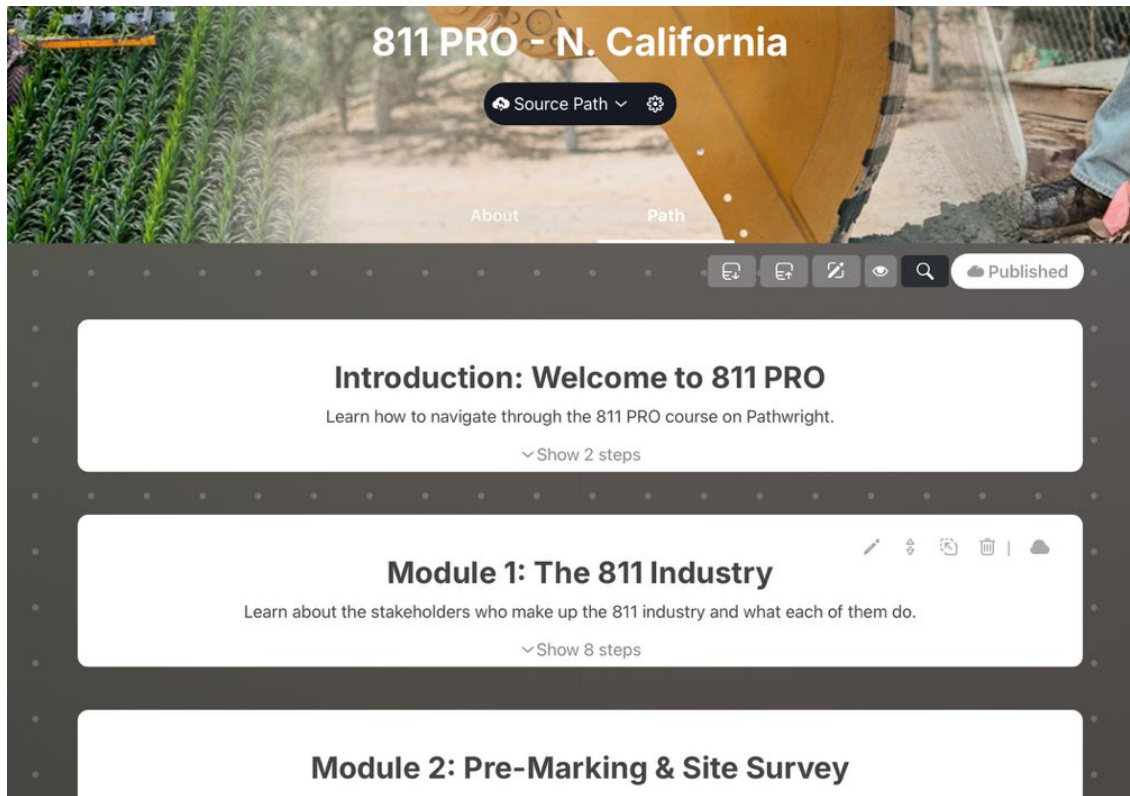 811 PRO - N. California
Source Path
About
Path
Published
Introduction: Welcome to 811 PRO
Learn how to navigate through the 811 PRO course on Pathwright.
Show 2 steps
Module 1: The 811 Industry
Learn about the stakeholders who make up the 811 industry and what each of them do.
Show 8 steps
Module 2: Pre-Marking & Site Survey